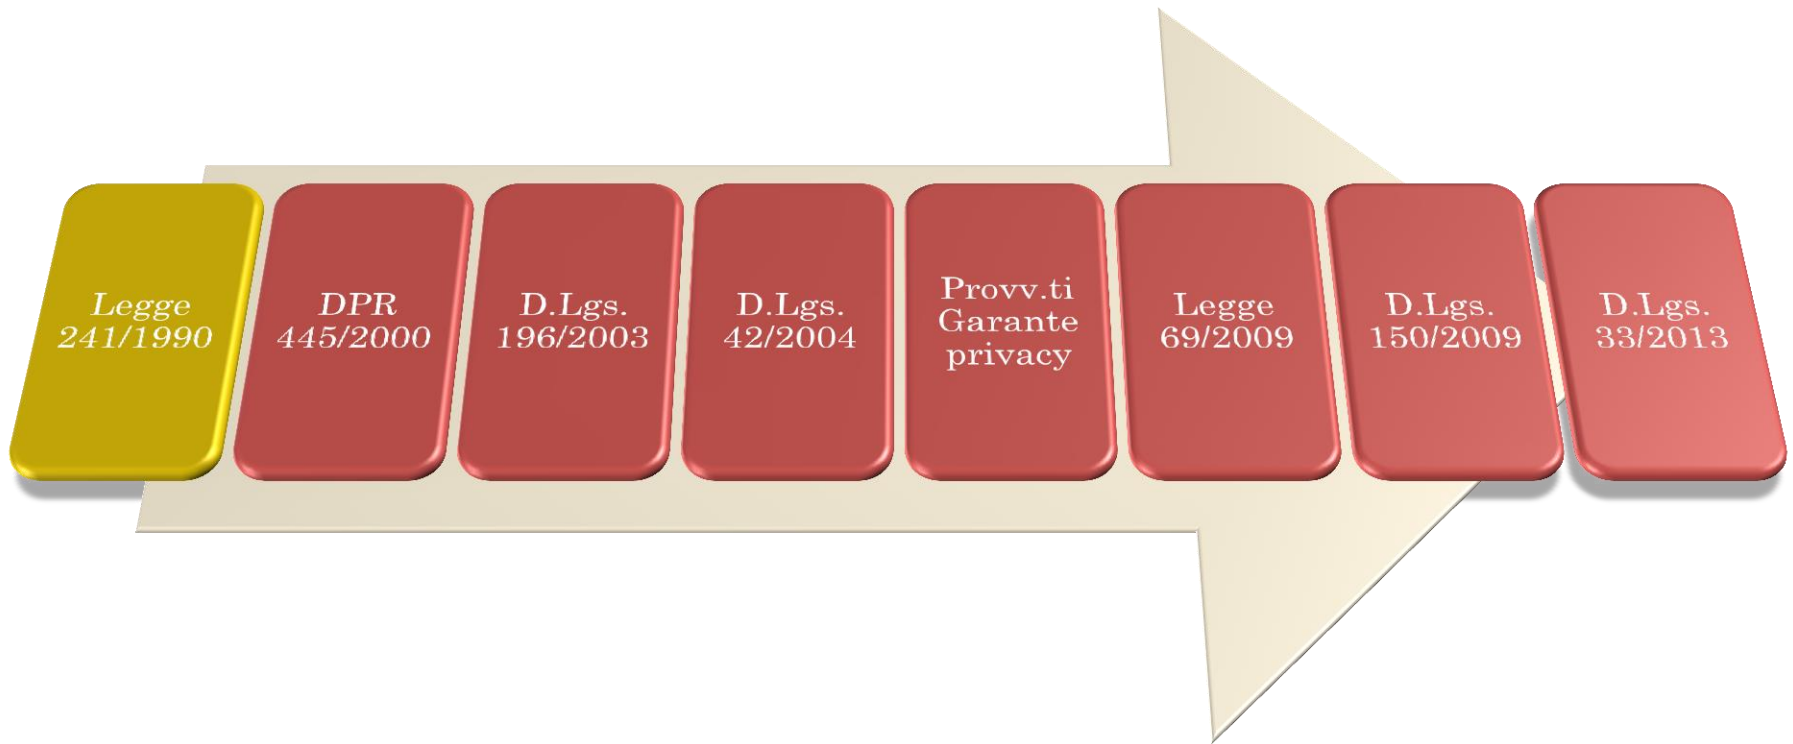 Legge
241/1990
DPR
445/2000
D.Lgs.
196/2003
D.Lgs.
42/2004
Provv.ti
Garante
privacy
Legge
69/2009
D.Lgs.
150/2009
D.Lgs.
33/2013